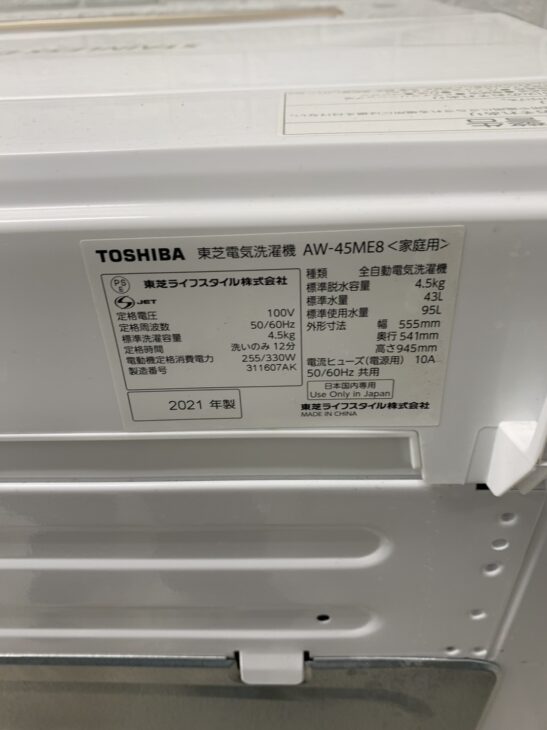 警告
TOSHIBA 東芝電気洗濯機 AW-45ME8<家庭用>
PS E 東芝ライフスタイル株式会社
JET
定格電圧 100V
定格周波数 50/60Hz
標準洗濯容量 4.5kg
定格時間 洗いのみ 12分
電動機定格消費電力 255/330W
製造番号 311607AK
2021 年製
種類 全自動電気洗濯機
標準脱水容量 4.5kg
標準水量 43L
標準使用水量 95L
外形寸法 幅 555mm
奥行 541mm
高さ 945mm
電流ヒューズ(電源用) 10A
50/60Hz 共用
日本国内専用
Use Only in Japan
東芝ライフスタイル株式会社
MADE IN CHINA